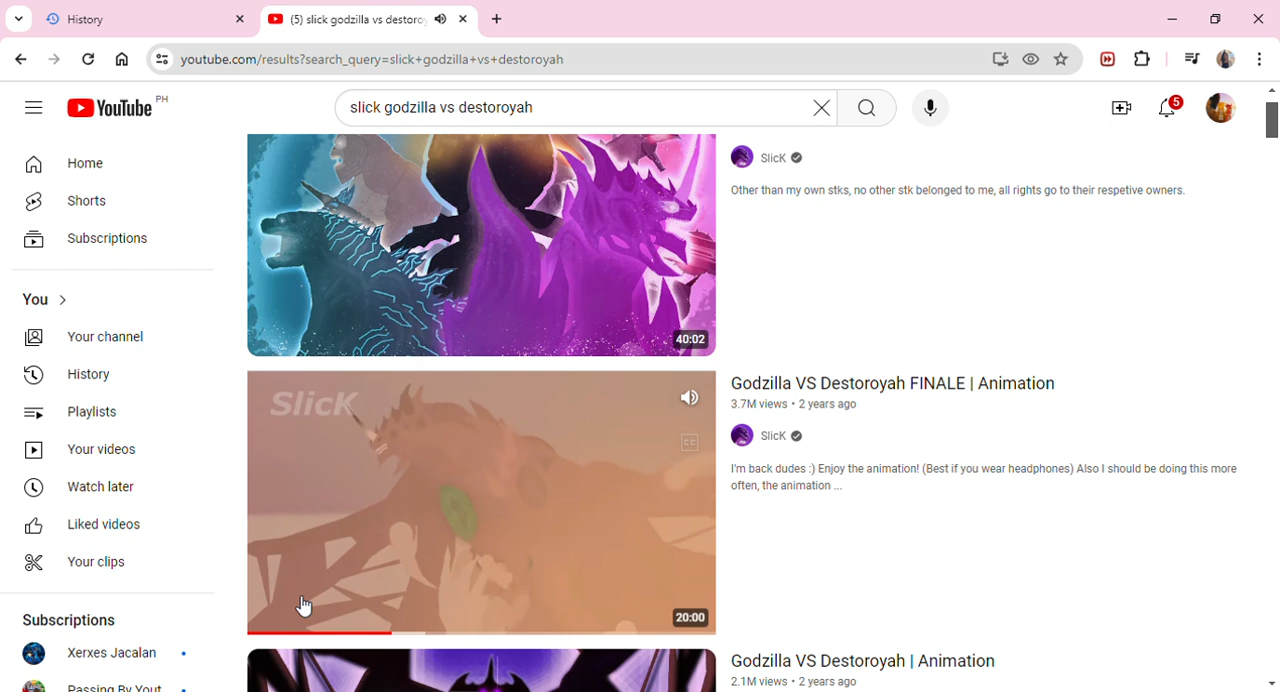 History
(5) slick godzilla vs destoroy
youtube.com/results?search_query=slick+godzilla+vs+destoroyah
YouTube PH
slick godzilla vs destoroyah
5
Home
Shorts
Subscriptions
You
Your channel
History
Playlists
Your videos
Watch later
Liked videos
Your clips
Subscriptions
Xerxes Jacalan
Passing By Yout
40:02
SlicK
Other than my own stks, no other stk belonged to me, all rights go to their respetive owners.
SlicK
CC
20:00
Godzilla VS Destoroyah FINALE | Animation
3.7M views • 2 years ago
SlicK
I'm back dudes :) Enjoy the animation! (Best if you wear headphones) Also I should be doing this more
often, the animation ...
Godzilla VS Destoroyah | Animation
2.1M views • 2 years ago